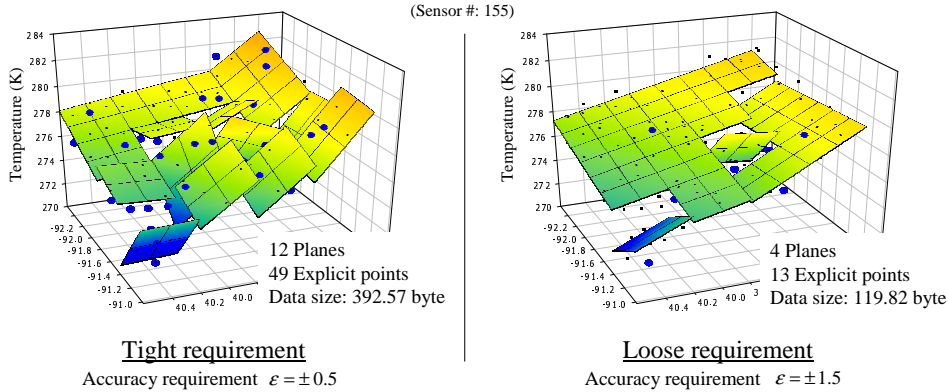 (Sensor #: 155)
Temperature (K)
284
282
280
278
276
274
272
270
-92.2
-92.0
-91.8
-91.6
-91.4
-91.2
-91.0
40.4
40.2
40.0
12 Planes
49 Explicit points
Data size: 392.57 byte
Tight requirement
Accuracy requirement ε = ± 0.5
Temperature (K)
284
282
280
278
276
274
272
270
-92.2
-92.0
-91.8
-91.6
-91.4
-91.2
-91.0
40.4
40.2
40.0
3
4 Planes
13 Explicit points
Data size: 119.82 byte
Loose requirement
Accuracy requirement ε = ± 1.5